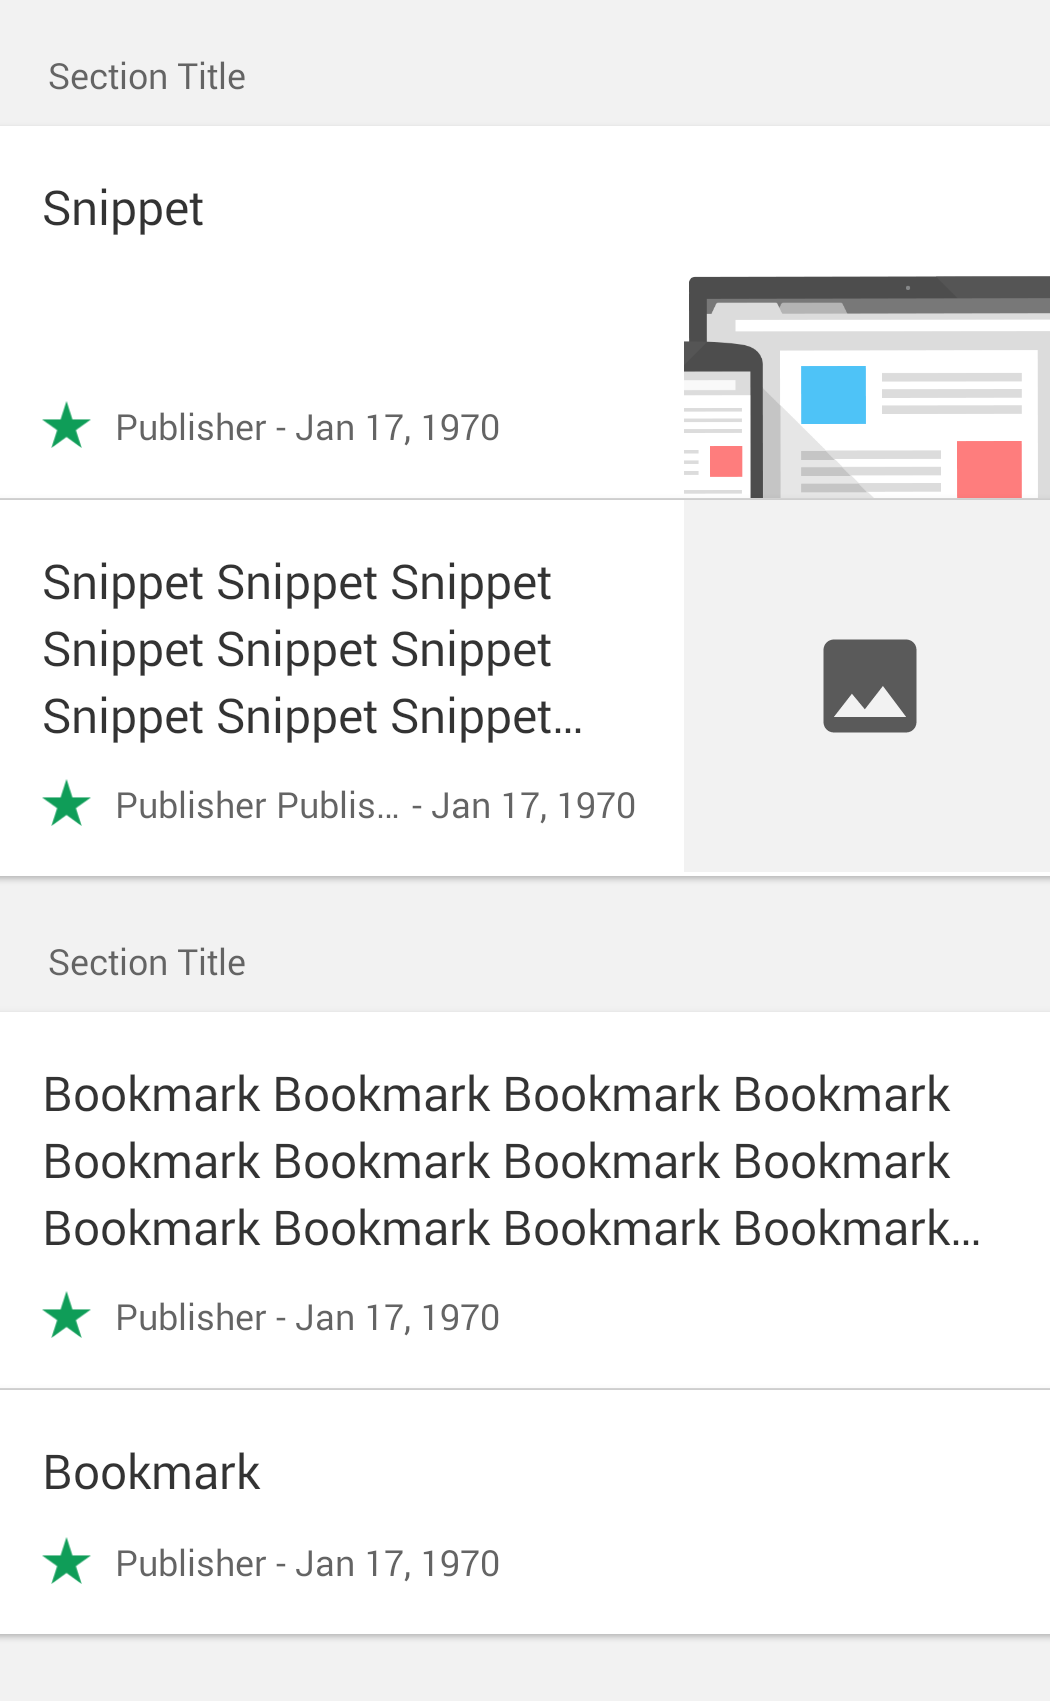 Section Title
Snippet
Publisher - Jan 17, 1970
Snippet Snippet Snippet
Snippet Snippet Snippet
Snippet Snippet Snippet...
Publisher Publis... - Jan 17, 1970
Section Title
Bookmark Bookmark Bookmark Bookmark
Bookmark Bookmark Bookmark Bookmark
Bookmark Bookmark Bookmark Bookmark...
Publisher - Jan 17, 1970
Bookmark
Publisher - Jan 17, 1970